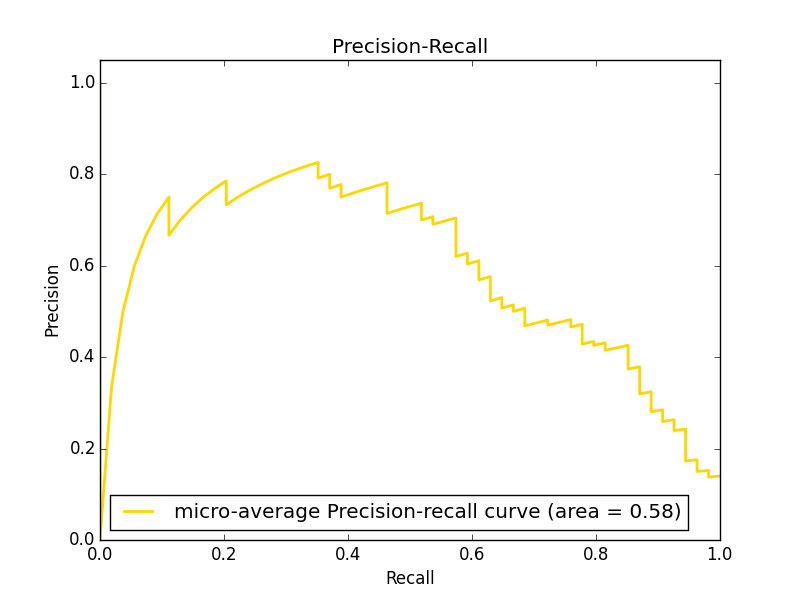 Precision-Recall
1.0
0.8
0.6
0.4
0.2
0.0
Precision
micro-average Precision-recall curve (area = 0.58)
0.0 0.2 0.4 0.6 0.8 1.0
Recall